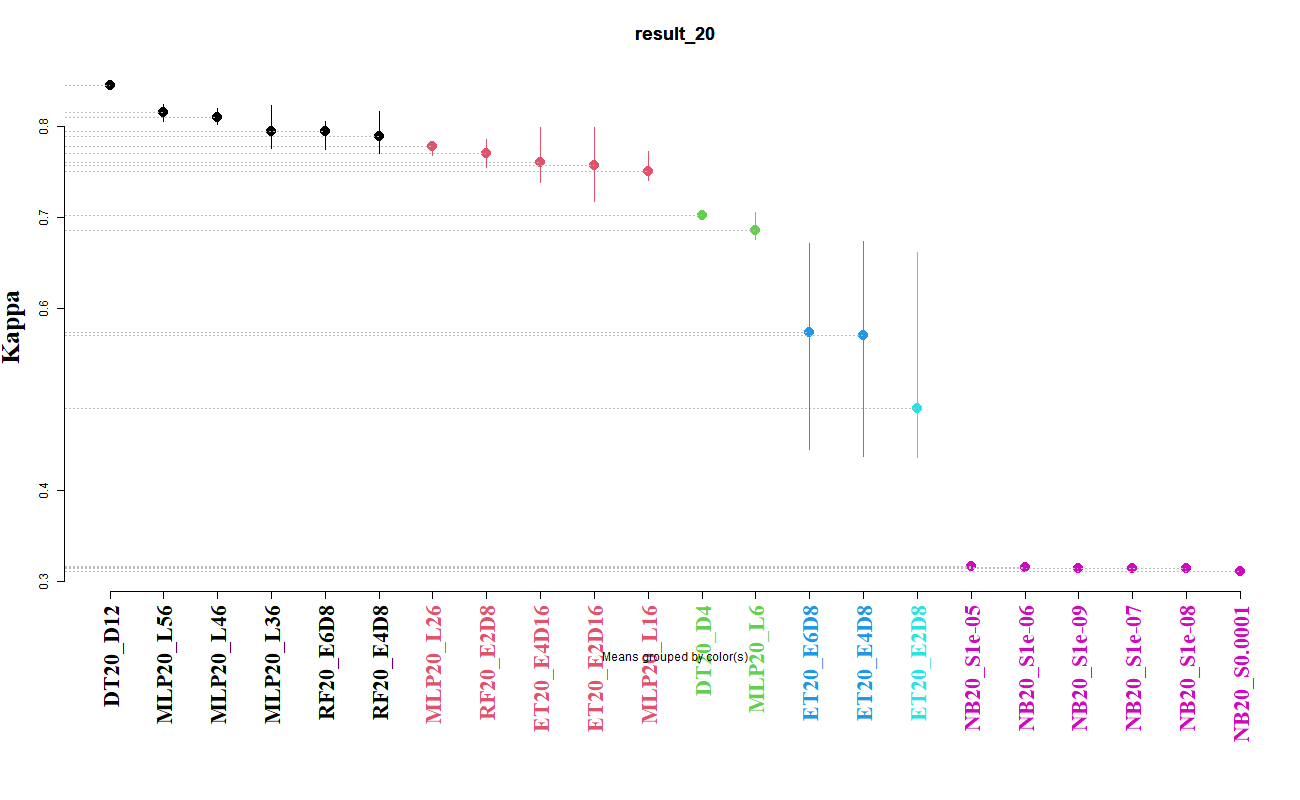 result_20
Kappa
0.8
0.7
0.6
0.4
0.3
DT20_D12
MLP20_L56
MLP20_L46
MLP20_L36
RF20_E6D8
RF20_E4D8
MLP20_L26
RF20_E2D8
ET20_E4D16
ET20_E2D16
MLP20_L16
DT20_D4
MLP20_L6
ET20_E6D8
ET20_E4D8
ET20_E2D8
NB20_S1e-05
NB20_S1e-06
NB20_S1e-09
NB20_S1e-07
NB20_S1e-08
NB20_S0.0001
Means grouped by color(s)